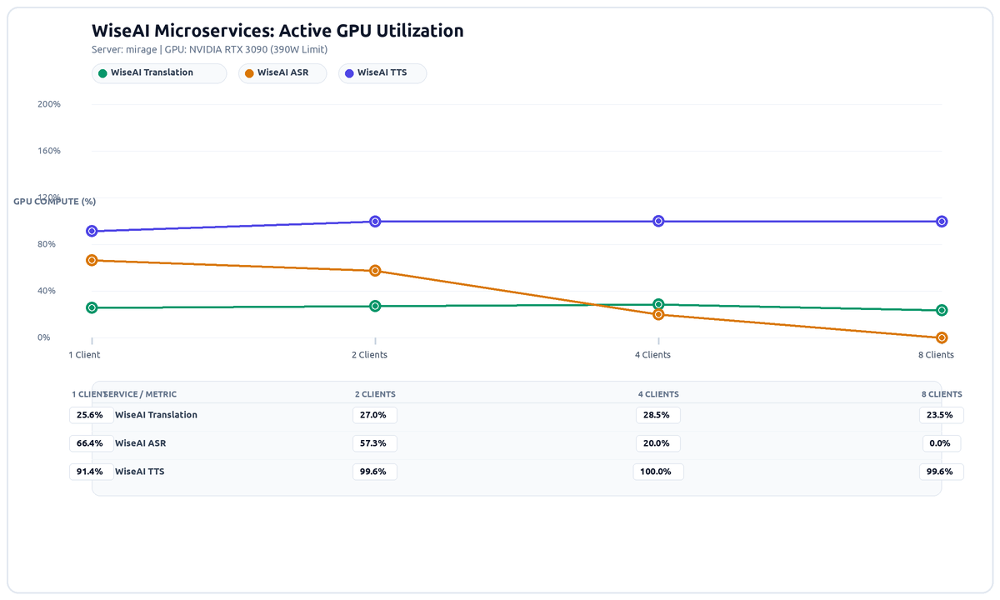 WiseAI Microservices: Active GPU Utilization
Server: mirage | GPU: NVIDIA RTX 3090 (390W Limit)
WiseAI Translation WiseAI ASR WiseAI TTS
200%
160%
120%
GPU COMPUTE (%)
80%
40%
0%
1 Client 2 Clients 4 Clients 8 Clients
1 CLIENT SERVICE / METRIC 2 CLIENTS 4 CLIENTS 8 CLIENTS
25.6% WiseAI Translation 27.0% 28.5% 23.5%
66.4% WiseAI ASR 57.3% 20.0% 0.0%
91.4% WiseAI TTS 99.6% 100.0% 99.6%